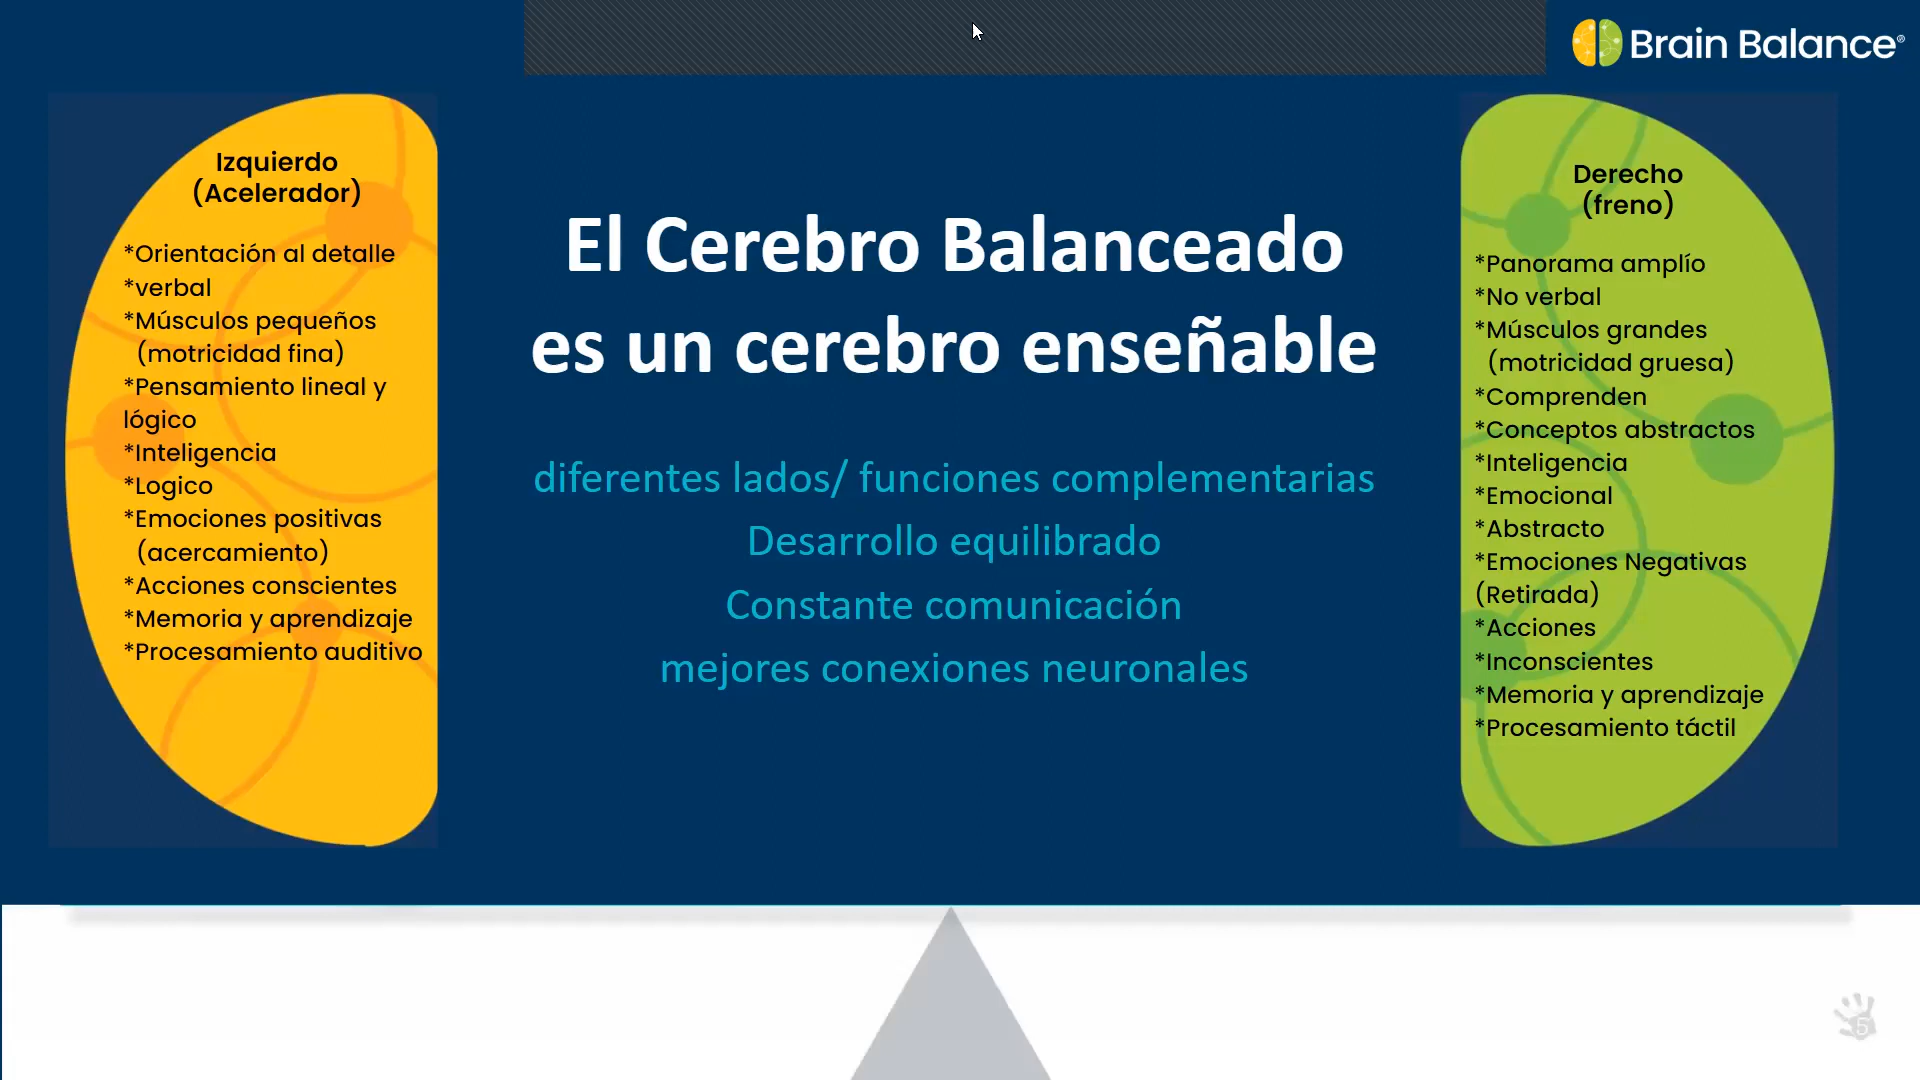 Brain Balance®
Izquierdo
(Acelerador)
*Orientación al detalle
*verbal
*Músculos pequeños
(motricidad fina)
*Pensamiento lineal y
lógico
*Inteligencia
*Logico
*Emociones positivas
(acercamiento)
*Acciones conscientes
*Memoria y aprendizaje
*Procesamiento auditivo
El Cerebro Balanceado
es un cerebro enseñable
diferentes lados/ funciones complementarias
Desarrollo equilibrado
Constante comunicación
mejores conexiones neuronales
Derecho
(freno)
*Panorama amplío
*No verbal
*Músculos grandes
(motricidad gruesa)
*Comprenden
*Conceptos abstractos
*Inteligencia
*Emocional
*Abstracto
*Emociones Negativas
(Retirada)
*Acciones
*Inconscientes
*Memoria y aprendizaje
*Procesamiento táctil
5